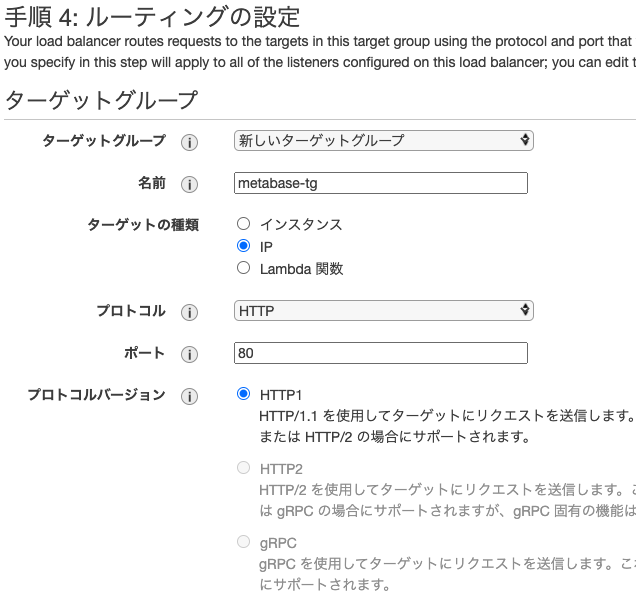 手順 4: ルーティングの設定
Your load balancer routes requests to the targets in this target group using the protocol and port that
you specify in this step will apply to all of the listeners configured on this load balancer; you can edit t
ターゲットグループ
ターゲットグループ i 新しいターゲットグループ
名前 i metabase-tg
ターゲットの種類 インスタンス
IP
Lambda 関数
プロトコル i HTTP
ポート i 80
プロトコルバージョン i HTTP1
HTTP/1.1 を使用してターゲットにリクエストを送信します。
または HTTP/2 の場合にサポートされます。
HTTP2
HTTP/2 を使用してターゲットにリクエストを送信します。こ
は gRPC の場合にサポートされますが、gRPC 固有の機能は
gRPC
gRPC を使用してターゲットにリクエストを送信します。これ
にサポートされます。